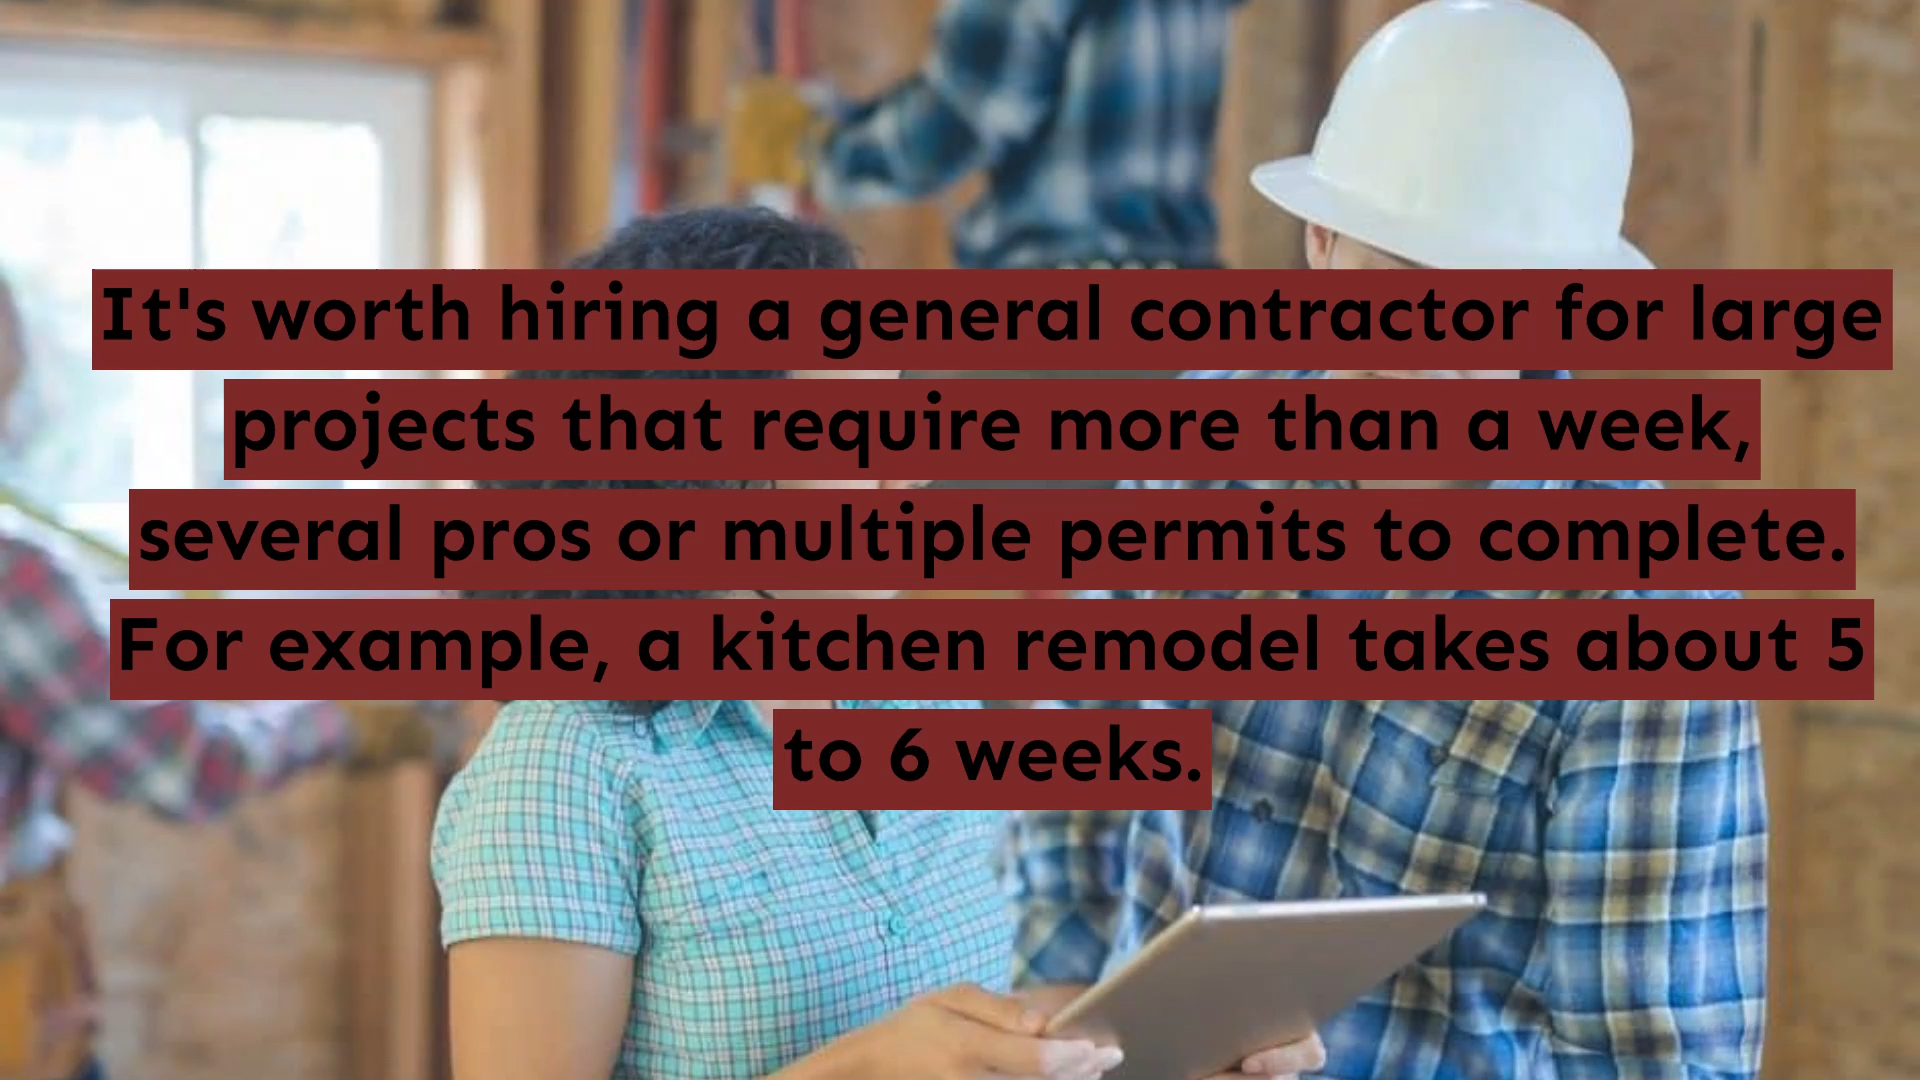 It's worth hiring a general contractor for large
projects that require more than a week,
several pros or multiple permits to complete.
For example, a kitchen remodel takes about 5
to 6 weeks.